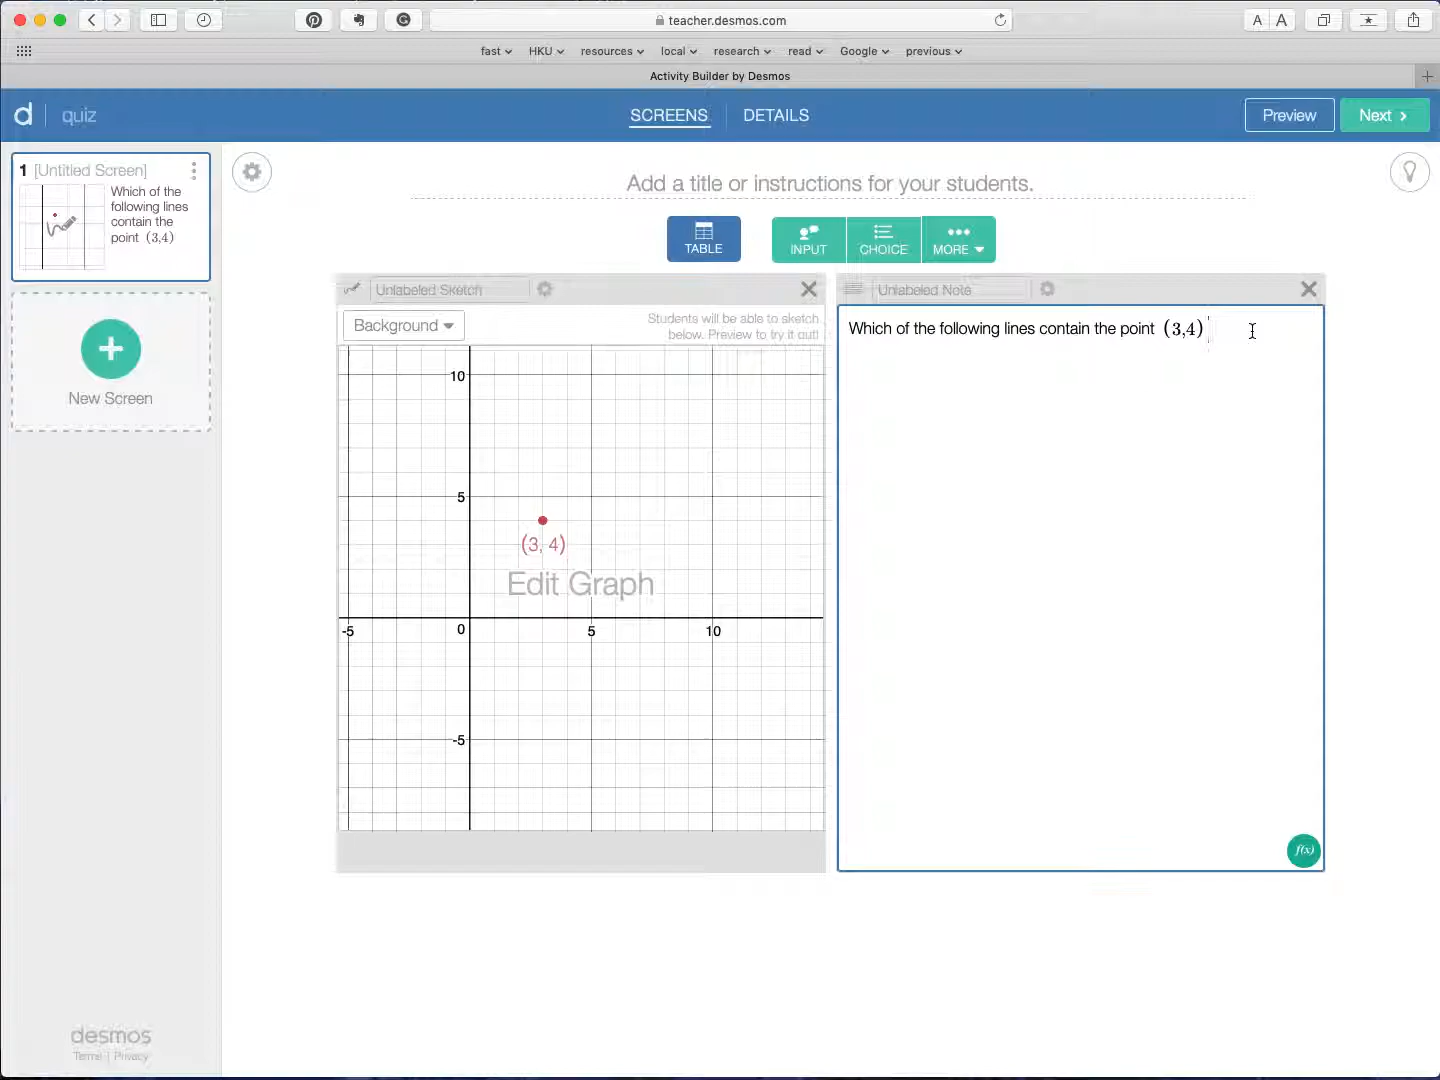 teacher.desmos.com
A A
fast HKU resources local research read Google previous
Activity Builder by Desmos
d quiz
SCREENS DETAILS
Preview Next
1 [Untitled Screen]
Which of the
following lines
contain the
point (3,4)
New Screen
desmos
Terms | Privacy
Add a title or instructions for your students.
TABLE INPUT CHOICE MORE
Unlabeled Sketch
Background
Students will be able to sketch
below. Preview to try it out!
10
5
(3, 4)
Edit Graph
-5 0 5 10
-5
Unlabeled Note
Which of the following lines contain the point (3,4)
f(x)